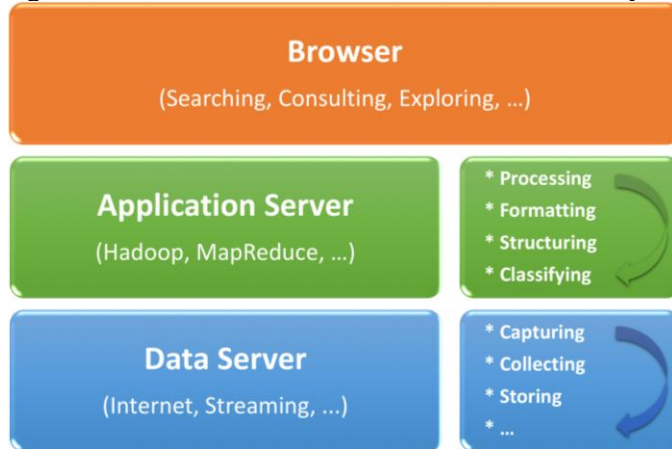 Browser
(Searching, Consulting, Exploring, …)
Application Server
(Hadoop, MapReduce, …)
* Processing
* Formatting
* Structuring
* Classifying
Data Server
(Internet, Streaming, ...)
* Capturing
* Collecting
* Storing
* …